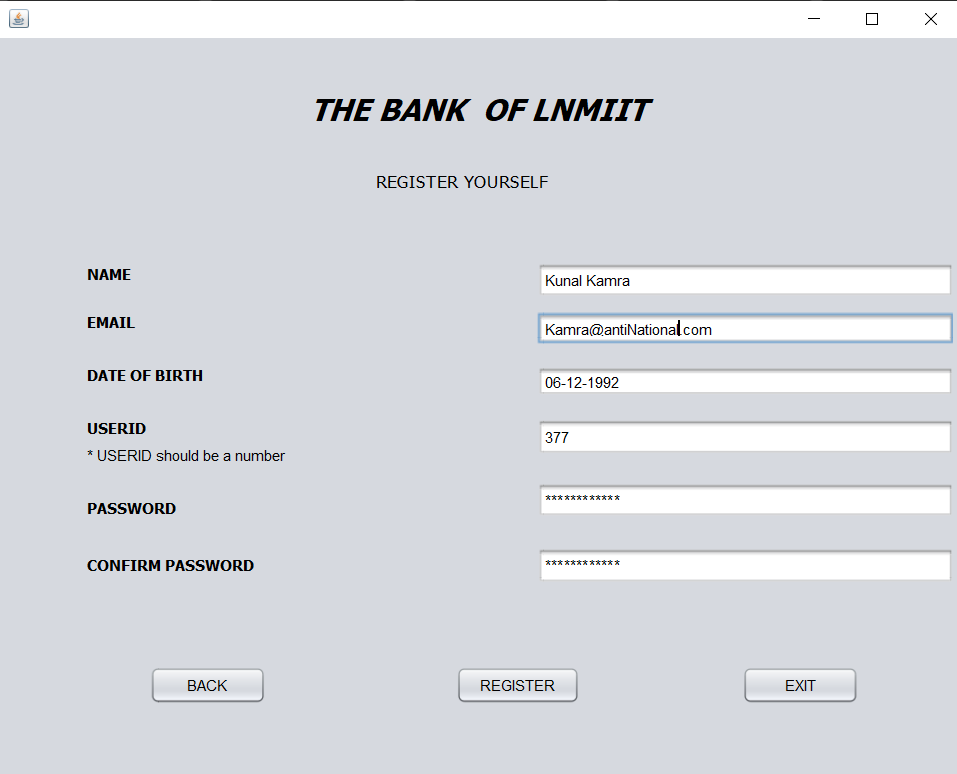 THE BANK OF LNMIIT
REGISTER YOURSELF
NAME Kunal Kamra
EMAIL Kamra@antiNational.com
DATE OF BIRTH 06-12-1992
USERID 377
* USERID should be a number
PASSWORD ************
CONFIRM PASSWORD ************
BACK REGISTER EXIT